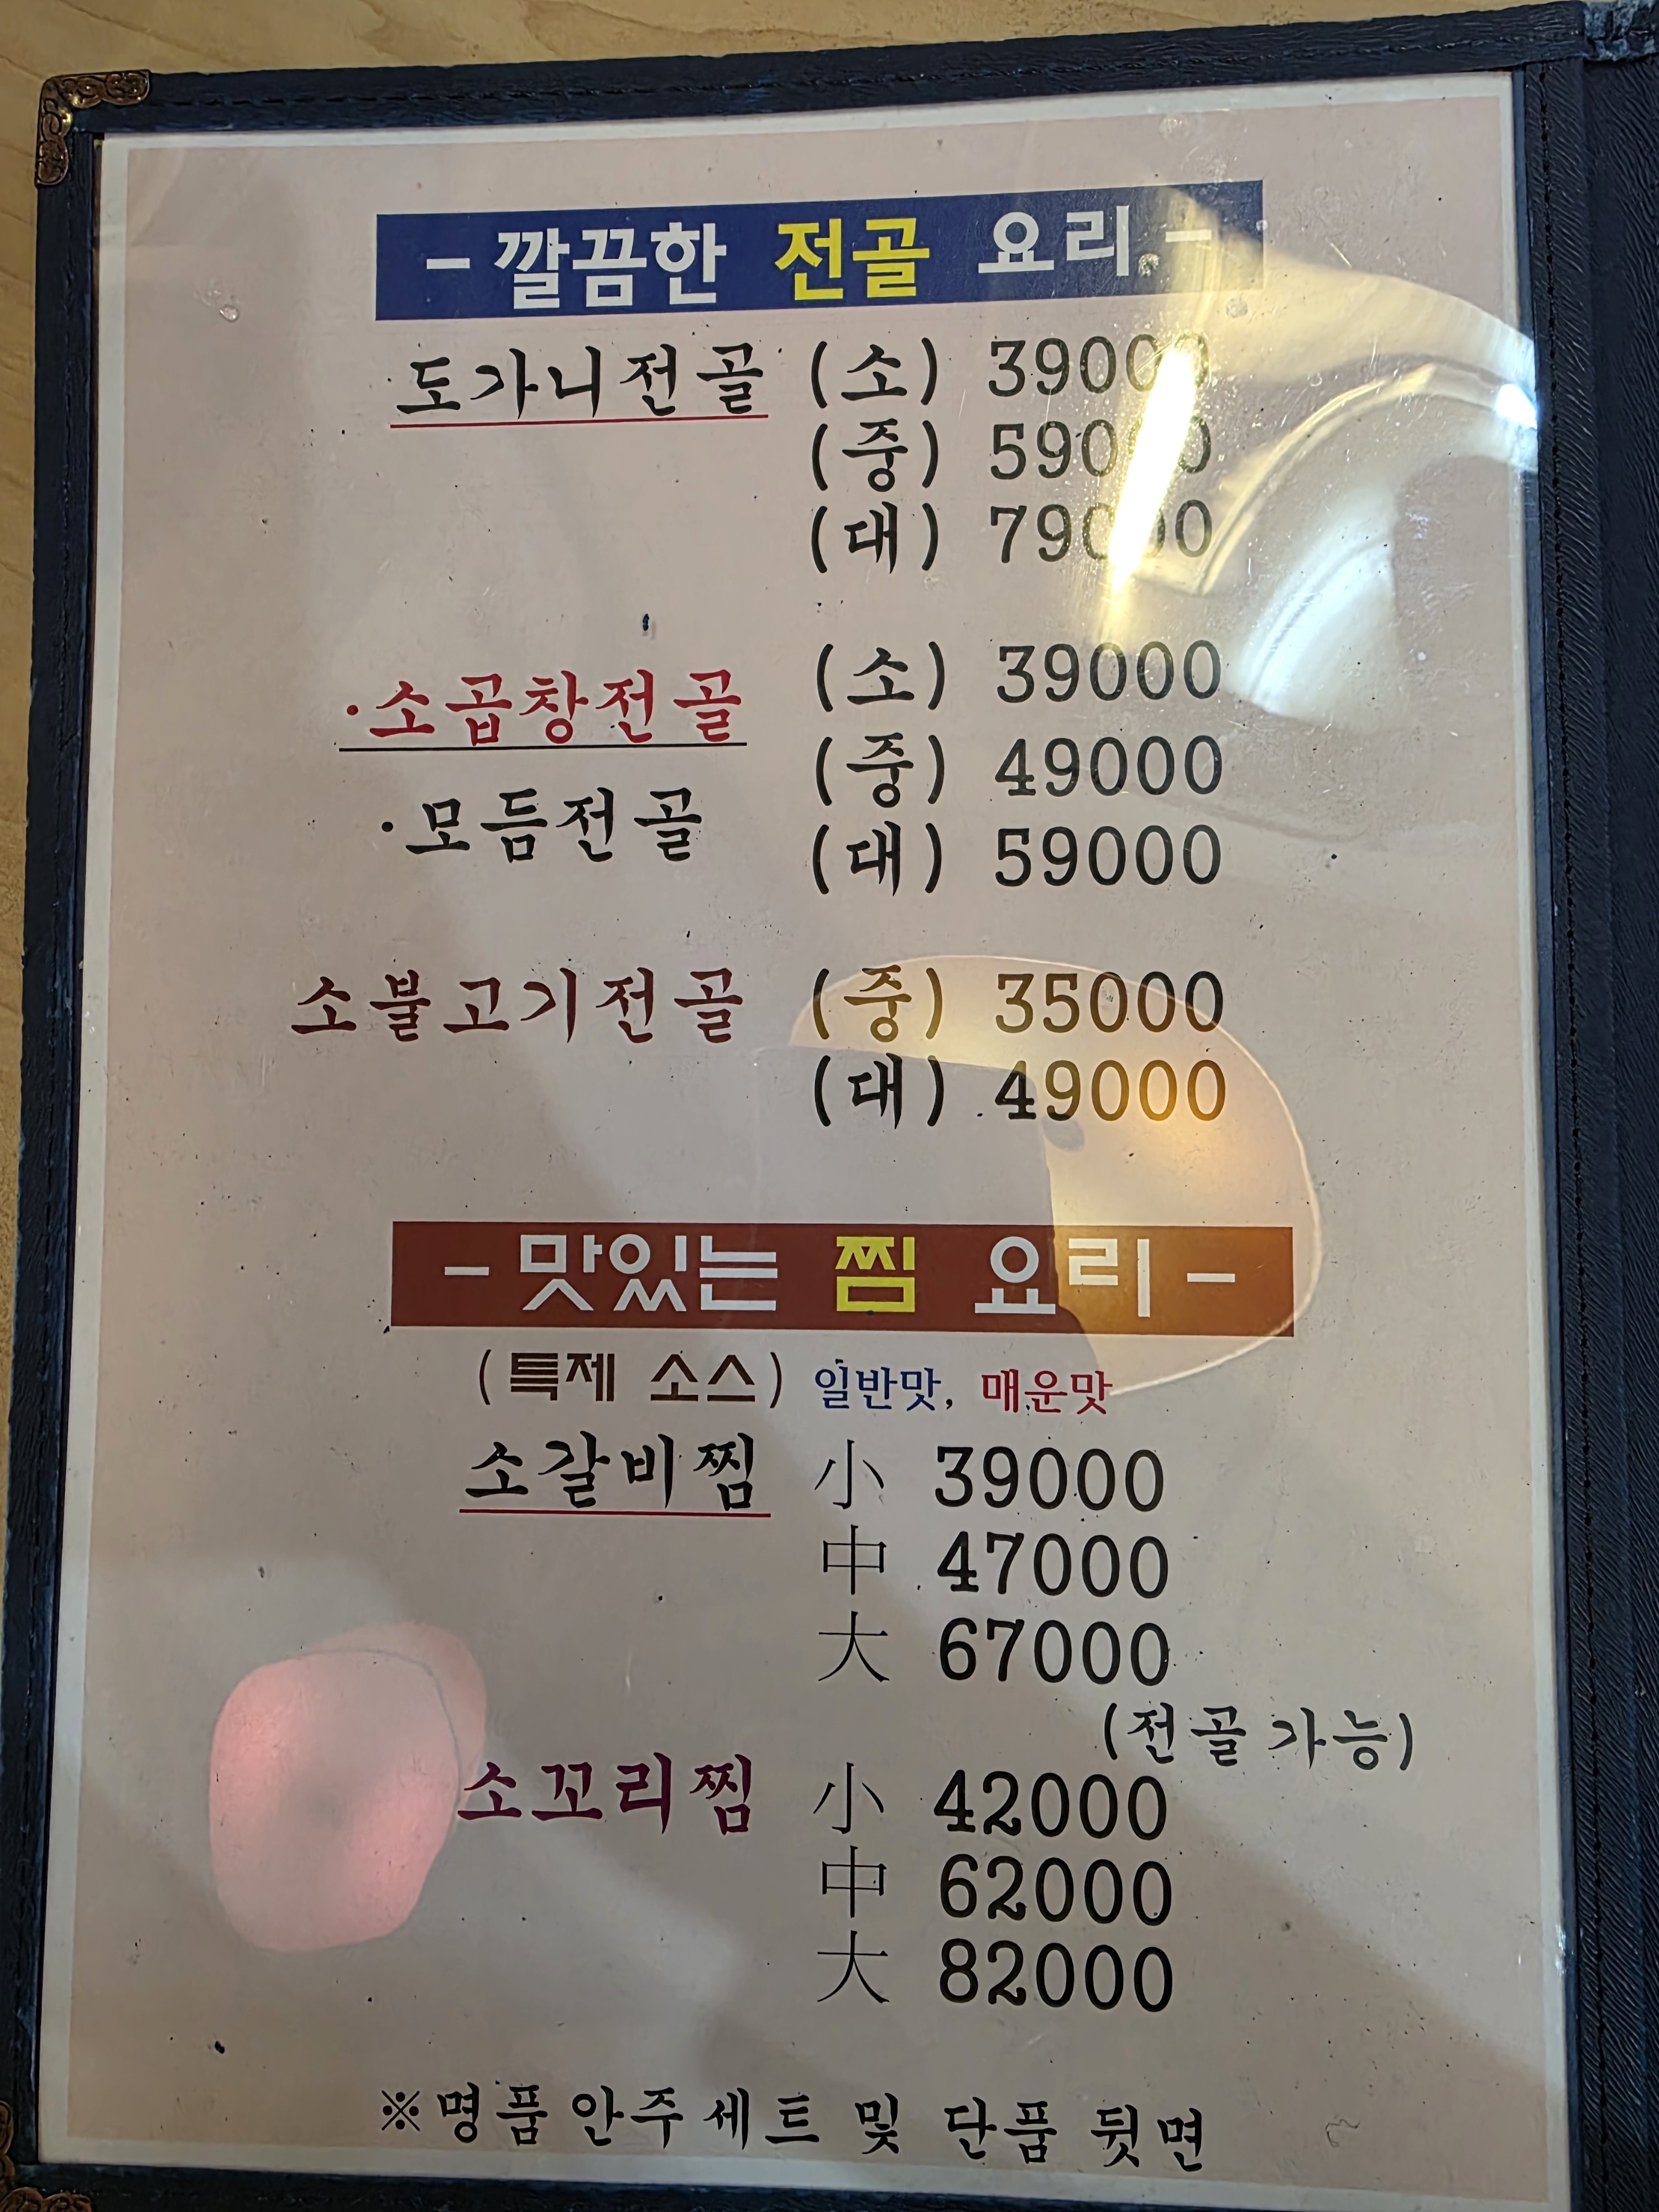 - 깔끔한 전골 요리 -
도가니전골 (소) 39000
(중) 59000
(대) 79000
(소) 39000
·소곱창전골
(중) 49000
·모듬전골
(대) 59000
소불고기전골 (중) 35000
(대) 49000
- 맛있는 찜 요리 -
(특제 소스) 일반맛, 매운맛
소갈비찜 小 39000
中 47000
大 67000
(전골 가능)
소꼬리찜 小 42000
中 62000
大 82000
※명품 안주세트 및 단품 뒷면